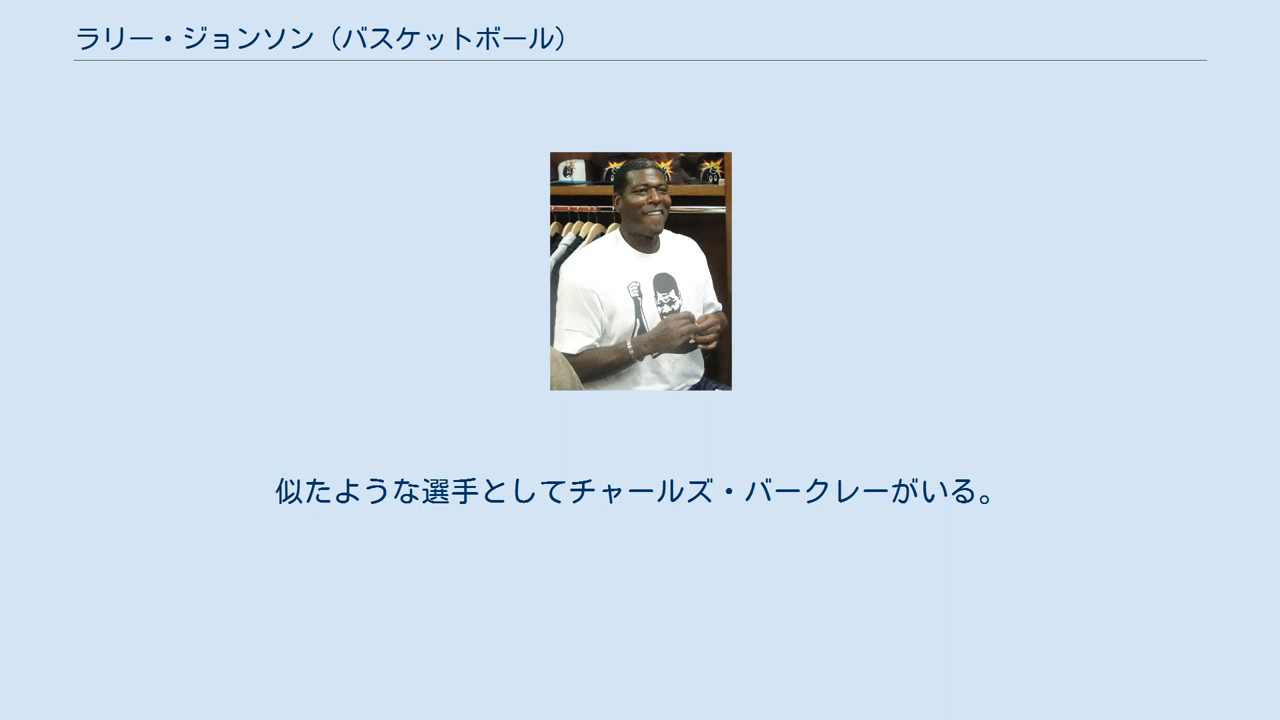 ラリー・ジョンソン（バスケットボール）
似たような選手としてチャールズ・バークレーがいる。